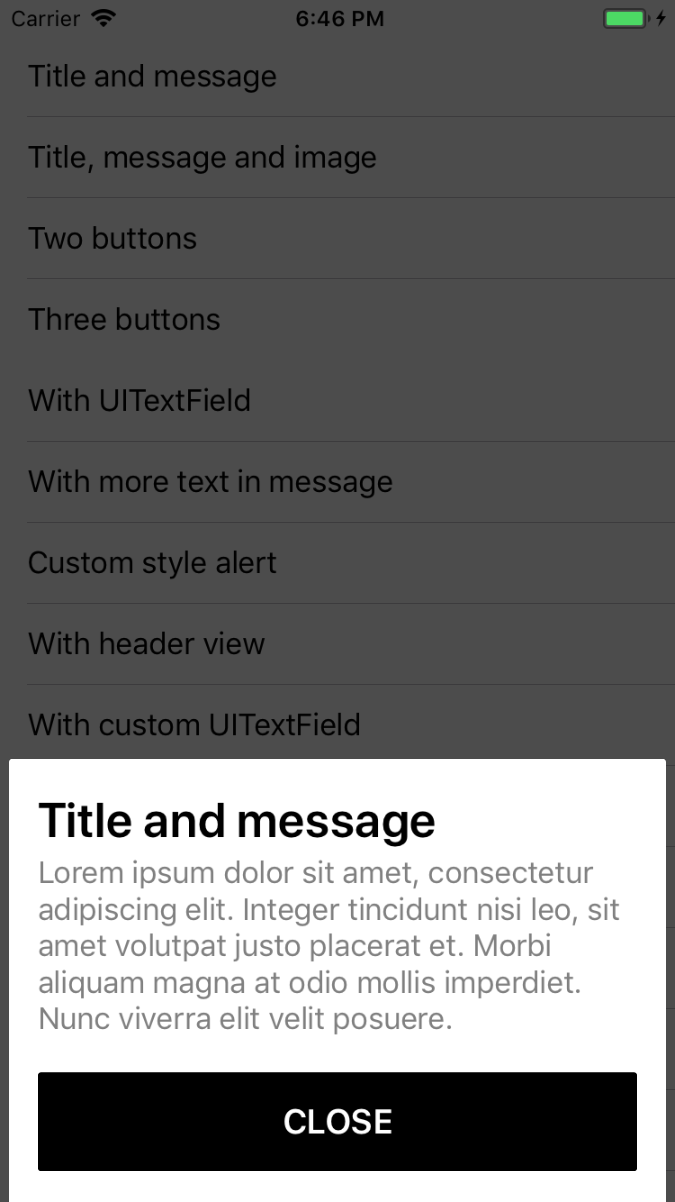 Carrier 6:46 PM
Title and message
Title, message and image
Two buttons
Three buttons
With UITextField
With more text in message
Custom style alert
With header view
With custom UITextField
Title and message
Lorem ipsum dolor sit amet, consectetur
adipiscing elit. Integer tincidunt nisi leo, sit
amet volutpat justo placerat et. Morbi
aliquam magna at odio mollis imperdiet.
Nunc viverra elit velit posuere.
CLOSE